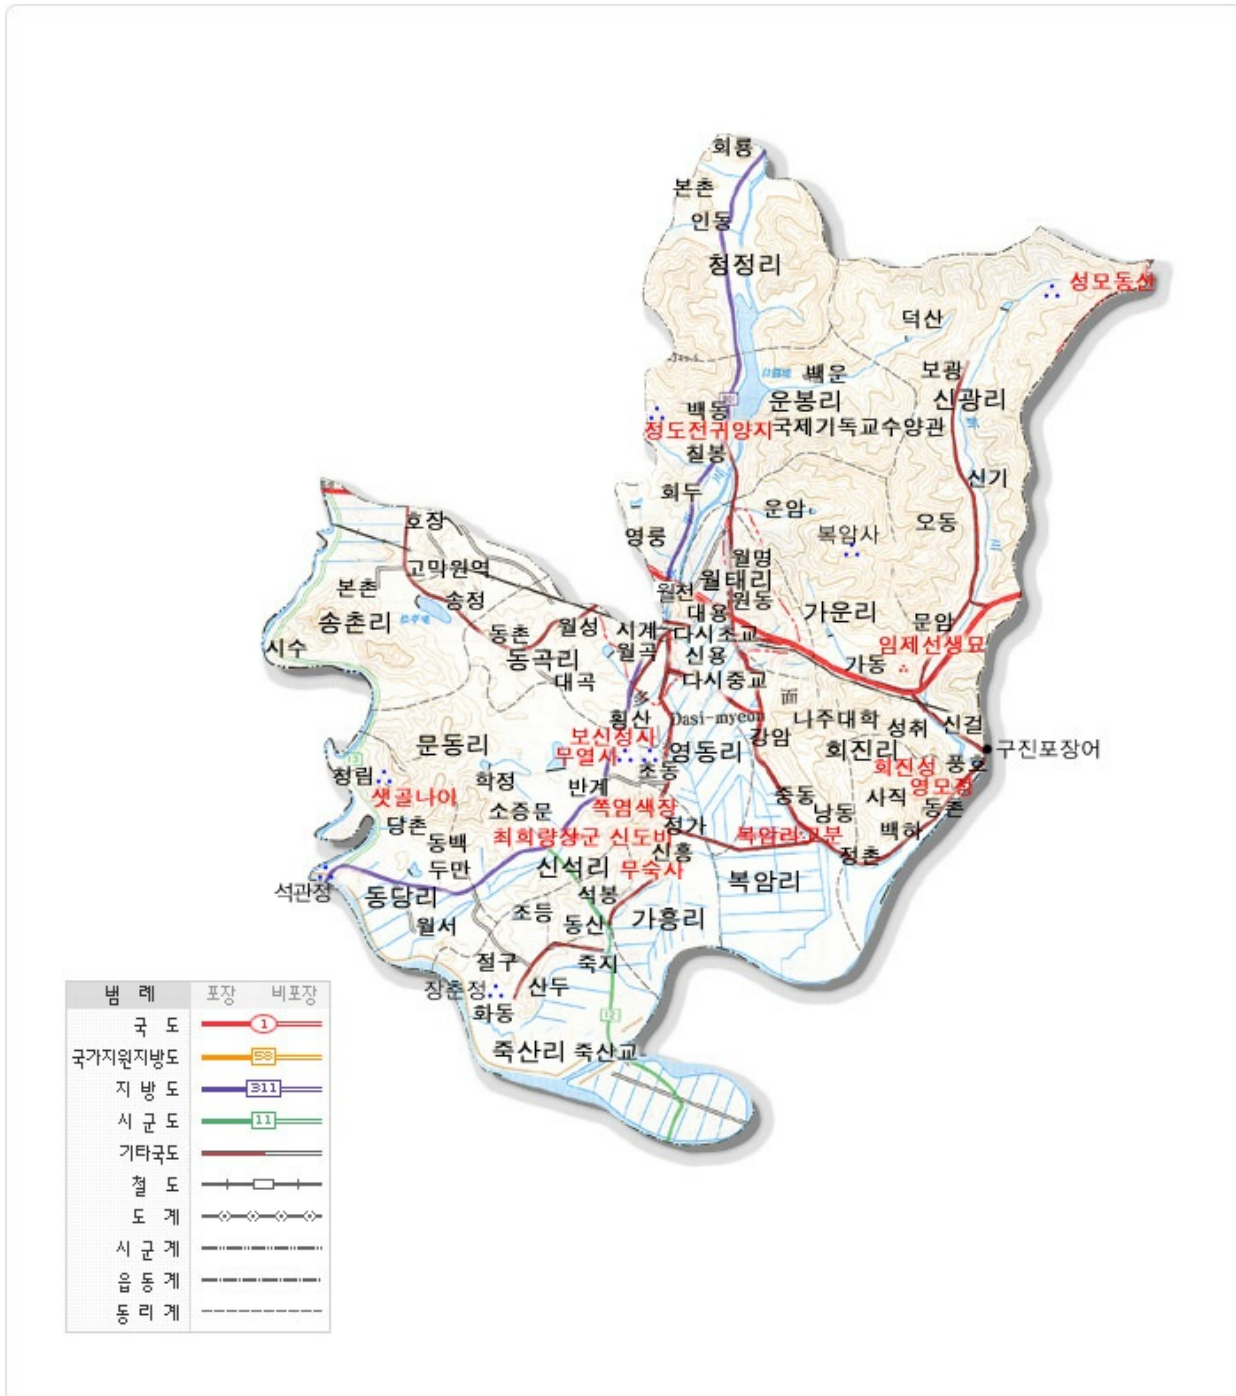 회룡
본촌
인동
청정리
성모동산
덕산
백운
보광
운봉리
신광리
백동
정도전귀양지
국제기독교수양관
칠봉
신기
회두
운암
오동
복암사
호장
영룡
월명
고막원역
월태리
본촌
월전
원동
송정
대용
가운리
문암
송촌리
동촌
월성
시계
다시초교
임제선생묘
시수
동곡리
월곡
신용
가동
대곡
다시중교
多
面
횡산
Dasi-myeon
나주대학
성취
신걸
문동리
보신정사
영동리
강암
회진리
구진포장어
무열사
초동
회진성
풍호
청림
학정
반계
영모정
샛골나이
소증문
쪽염색장
중동
낭동
사직
동촌
당촌
최희량장군 신도비
정가
복암리고분
백하
동백
신흥
정촌
두만
신석리
무숙사
복암리
석관정
동당리
석봉
월서
조등
동산
가흥리
절구
죽지
장춘정
산두
화동
12
13
죽산리
죽산교
범 례
포장
비포장
국 도
1
국가지원지방도
58
지 방 도
311
시 군 도
11
기타국도
철 도
도 계
시 군 계
읍 동 계
동 리 계